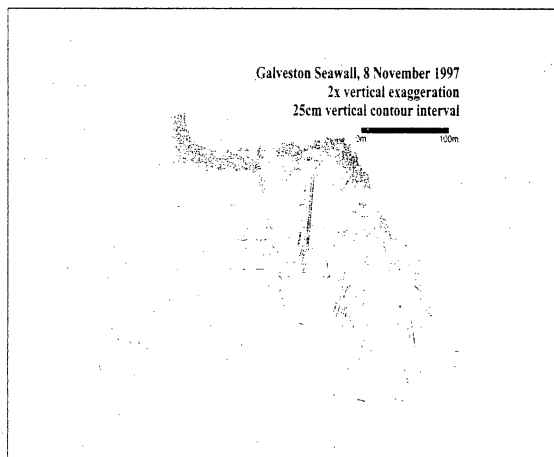 Galveston Seawall, 8 November 1997
2x vertical exaggeration
25cm vertical contour interval
0m 100m